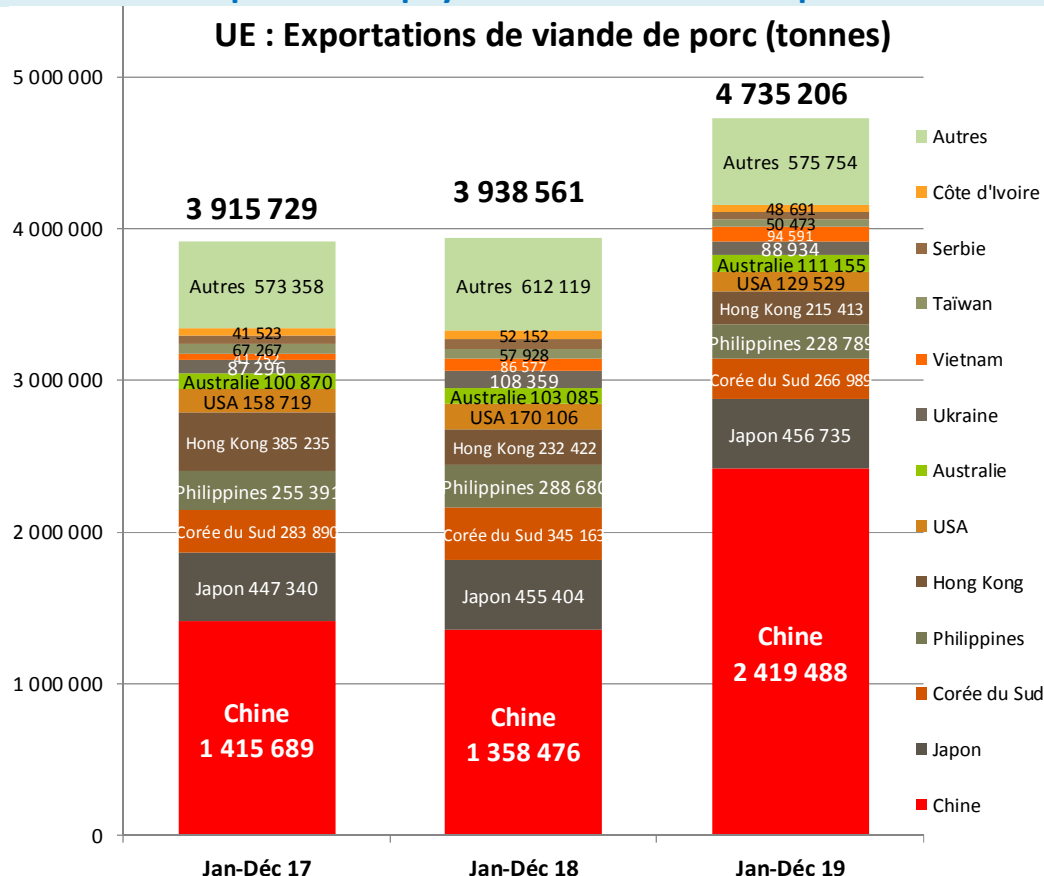 UE : Exportations de viande de porc (tonnes)
5 000 000
4 000 000
3 000 000
2 000 000
1 000 000
0
3 915 729
Autres 573 358
41 523
67 267
87 296
Australie 100 870
USA 158 719
Hong Kong 385 235
Philippines 255 391
Corée du Sud 283 890
Japon 447 340
Chine
1 415 689
3 938 561
Autres 612 119
52 152
57 928
86 577
108 359
Australie 103 085
USA 170 106
Hong Kong 232 422
Philippines 288 680
Corée du Sud 345 163
Japon 455 404
Chine
1 358 476
4 735 206
Autres 575 754
48 691
50 473
94 591
88 934
Australie 111 155
USA 129 529
Hong Kong 215 413
Philippines 228 789
Corée du Sud 266 989
Japon 456 735
Chine
2 419 488
Jan-Déc 17
Jan-Déc 18
Jan-Déc 19
Autres
Côte d'Ivoire
Serbie
Taïwan
Vietnam
Ukraine
Australie
USA
Hong Kong
Philippines
Corée du Sud
Japon
Chine